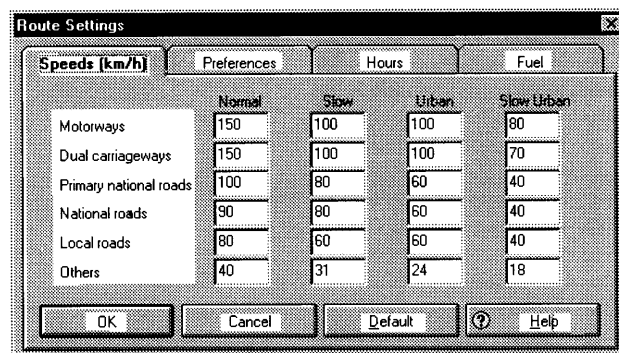 Route Settings
Speeds (km/h) Preferences Hours Fuel
Normal Slow Urban Slow Urban
Motorways 150 100 100 80
Dual carriageways 150 100 100 70
Primary national roads 100 80 60 40
National roads 90 80 60 40
Local roads 80 60 60 40
Others 40 31 24 18
OK Cancel Default Help